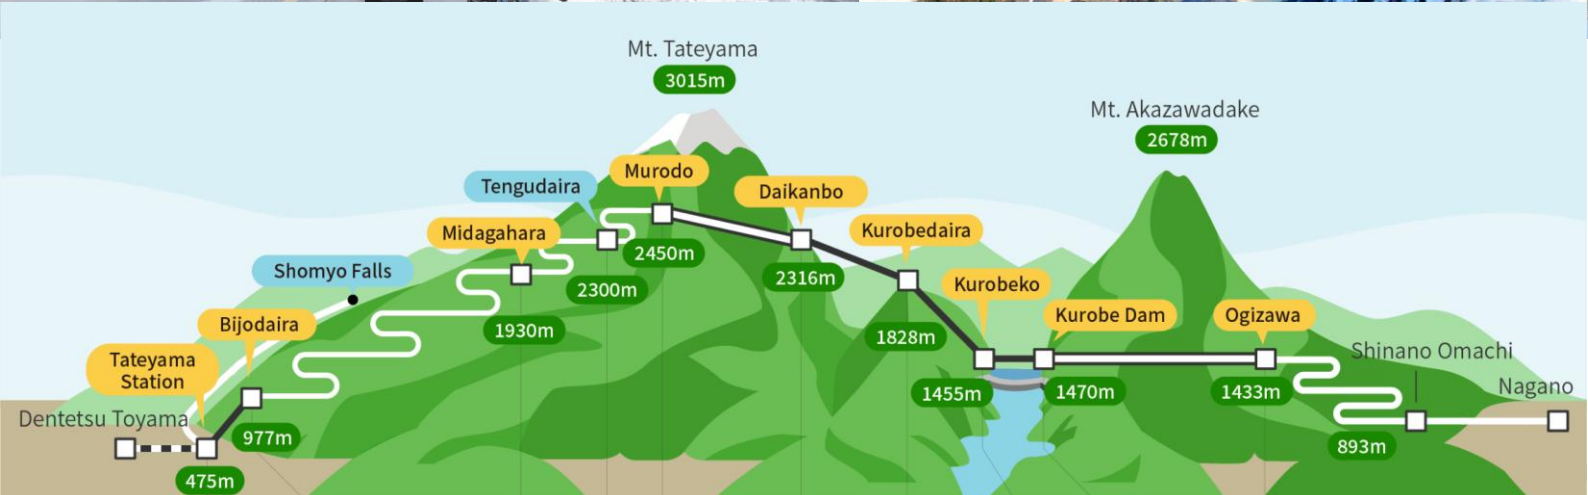 Mt. Tateyama
3015m
Mt. Akazawadake
2678m
Murodo
Tengudaira
Daikanbo
Midagahara
Kurobedaira
2450m
Shomyo Falls
2316m
Kurobeko
2300m
Bijodaira
1930m
1828m
Kurobe Dam
Ogizawa
Tateyama
Station
Shinano Omachi
Nagano
1455m
1470m
1433m
Dentetsu Toyama
977m
893m
475m